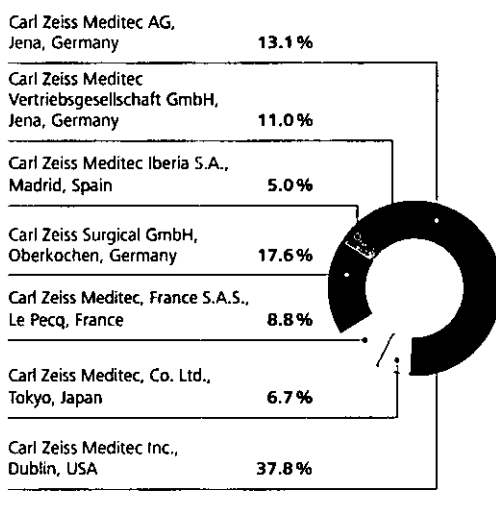 Carl Zeiss Meditec AG,
Jena, Germany 13.1%
Carl Zeiss Meditec
Vertriebsgesellschaft GmbH,
Jena, Germany 11.0%
Carl Zeiss Meditec Iberia S.A.,
Madrid, Spain 5.0%
Carl Zeiss Surgical GmbH,
Oberkochen, Germany 17.6%
Carl Zeiss Meditec, France S.A.S.,
Le Pecq, France 8.8%
Carl Zeiss Meditec, Co. Ltd.,
Tokyo, Japan 6.7%
Carl Zeiss Meditec Inc.,
Dublin, USA 37.8%